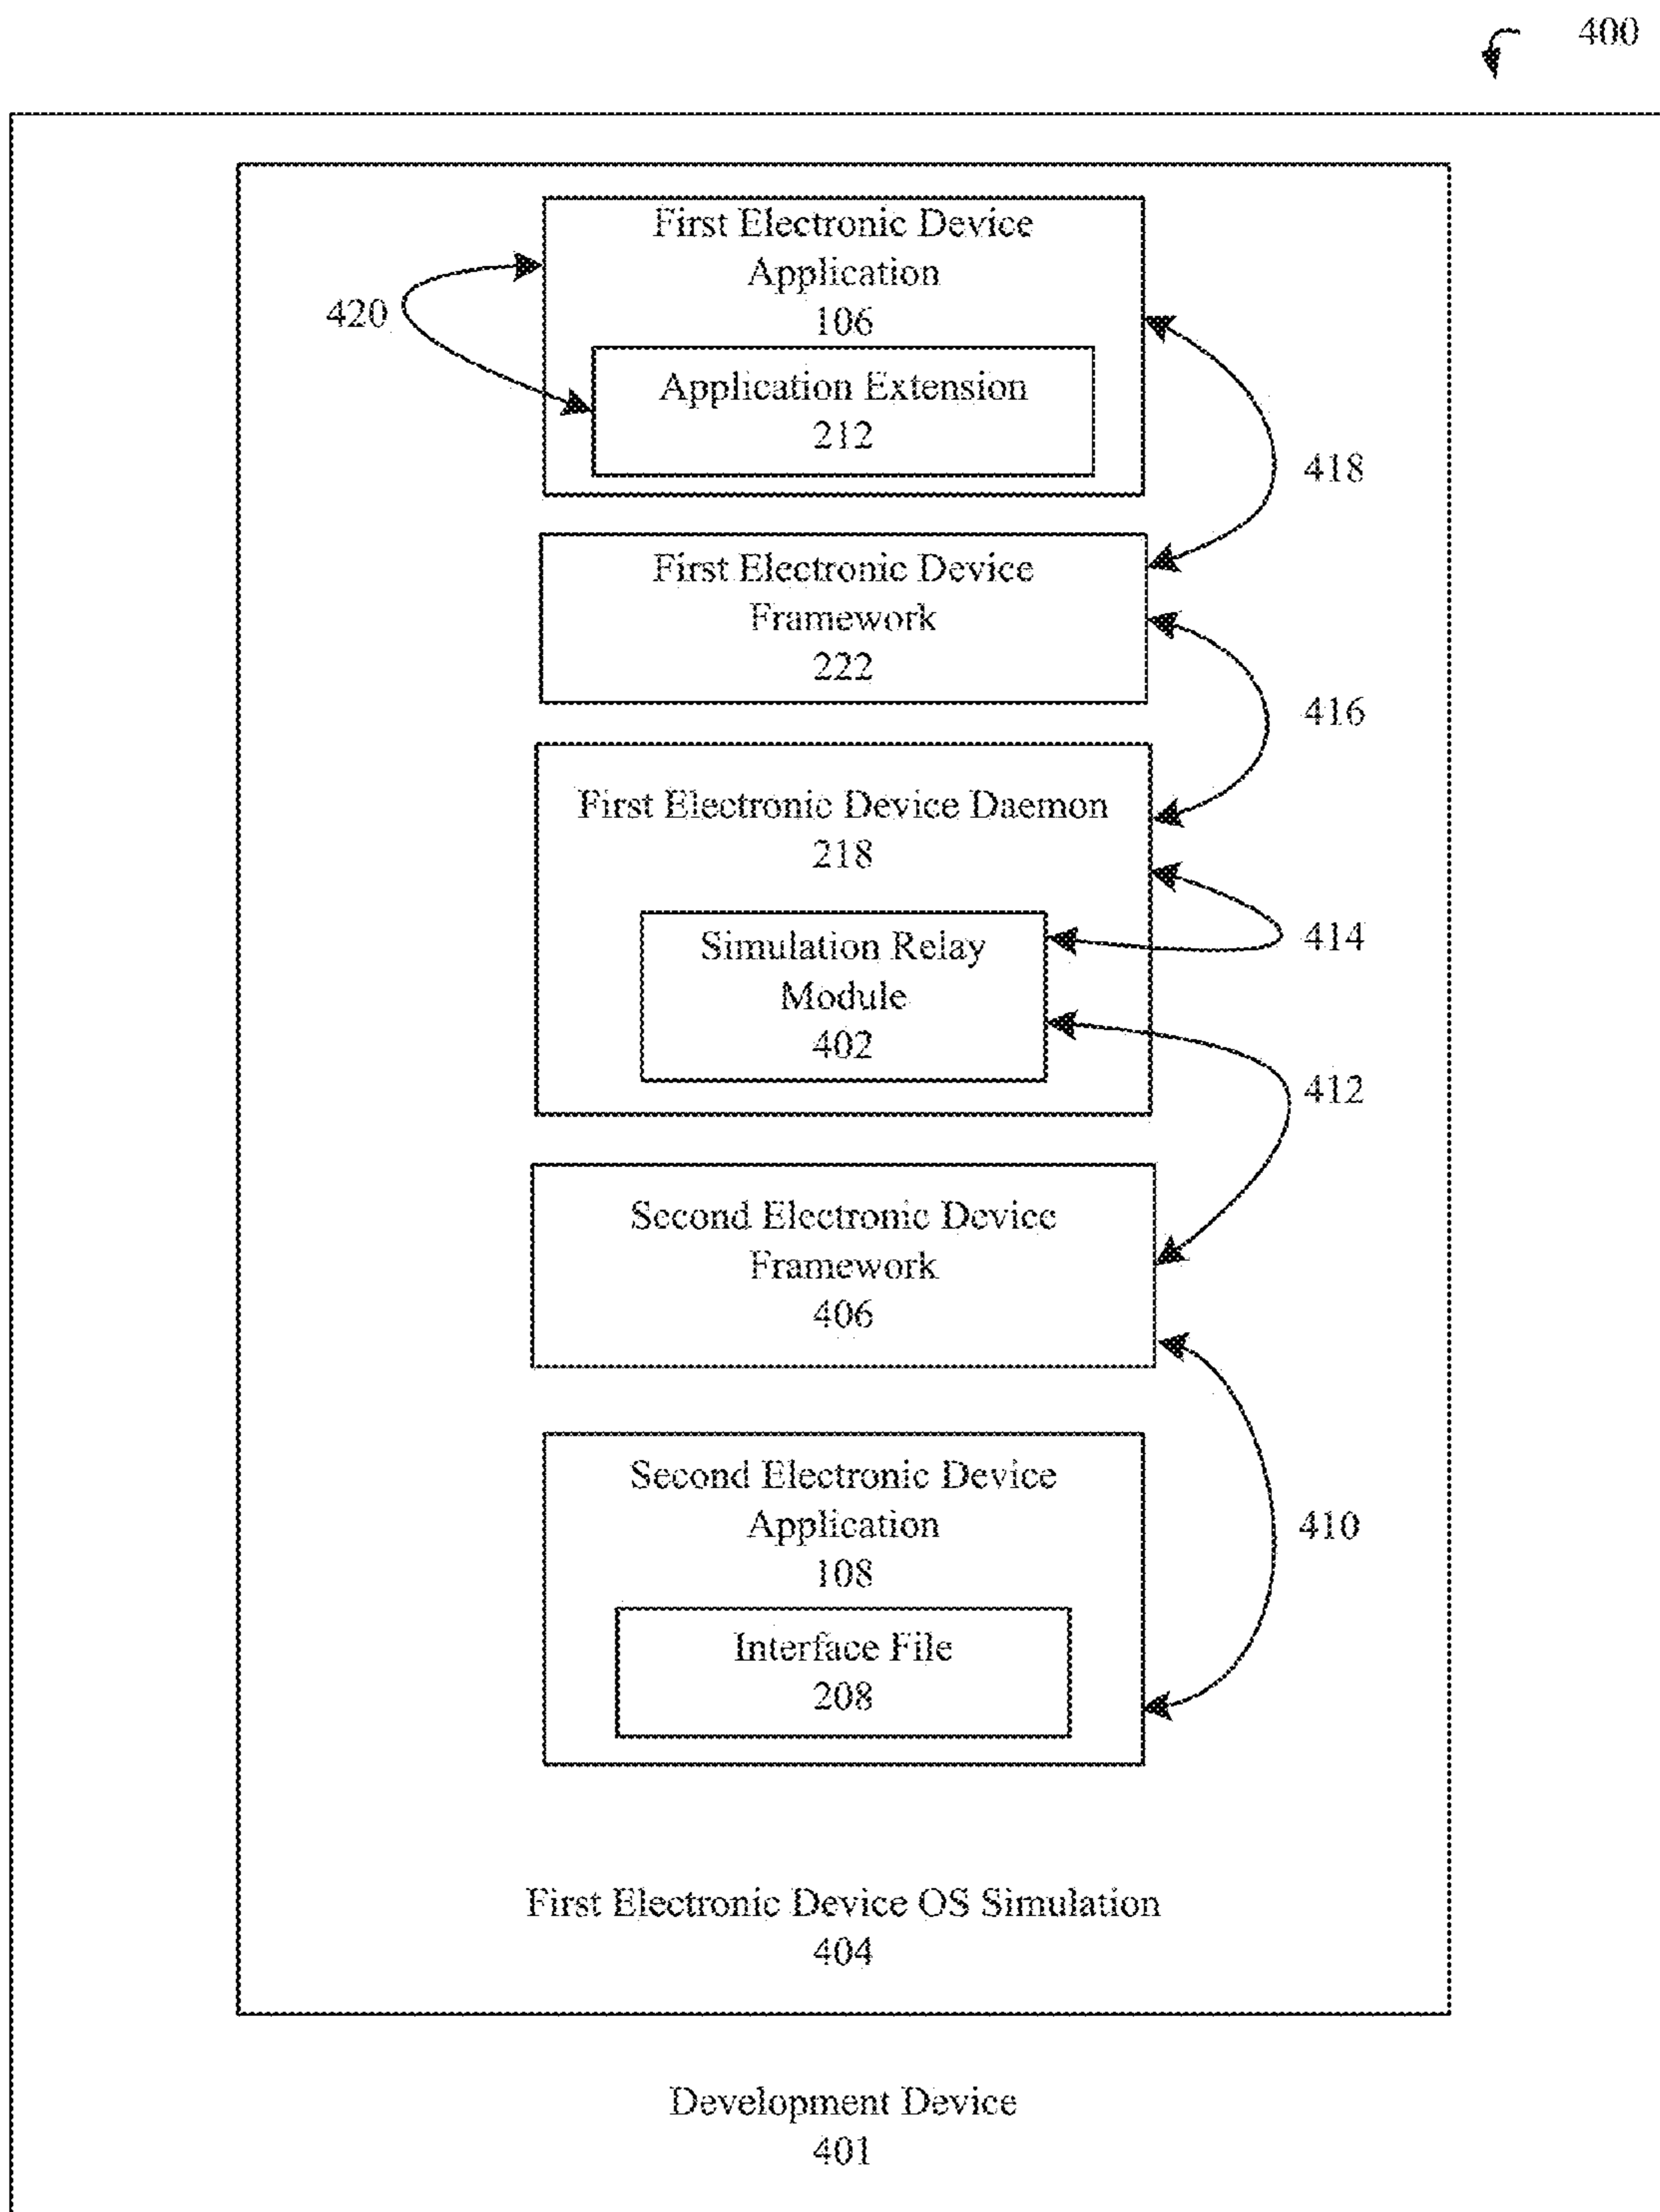 400
First Electronic Device
Application
106
420
Application Extension
212
418
First Electronic Device
Framework
222
416
First Electronic Device Daemon
218
414
Simulation Relay
Module
402
412
Second Electronic Device
Framework
406
Second Electronic Device
Application
108
410
Interface File
208
First Electronic Device OS Simulation
404
Development Device
401